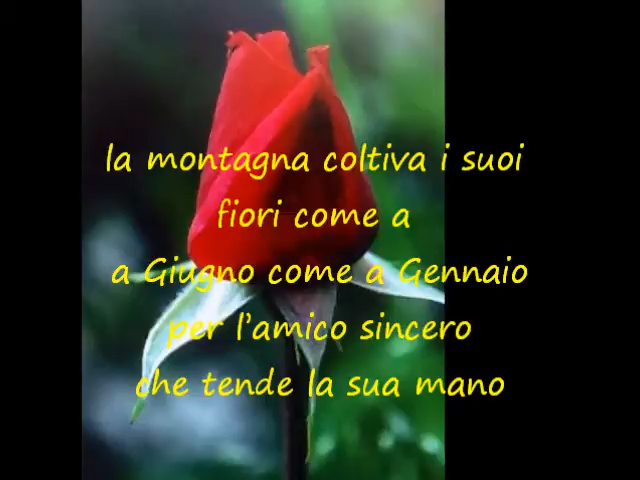 la montagna coltiva i suoi
fiori come a
a Giugno come a Gennaio
per l'amico sincero
che tende la sua mano